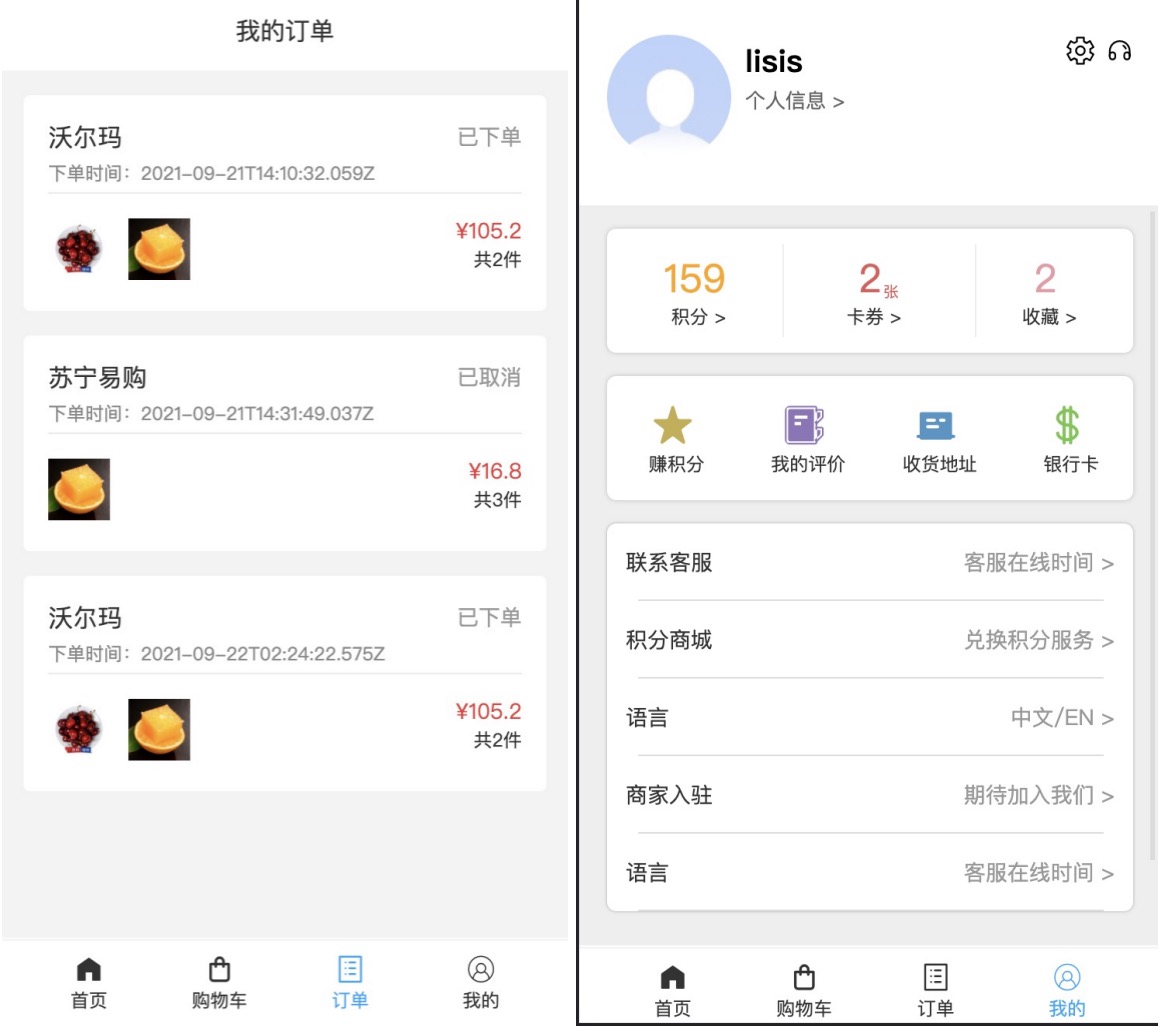 我的订单
沃尔玛
已下单
下单时间：2021-09-21T14:10:32.059Z
¥105.2
共2件
苏宁易购
已取消
下单时间：2021-09-21T14:31:49.037Z
¥16.8
共3件
沃尔玛
已下单
下单时间：2021-09-22T02:24:22.575Z
¥105.2
共2件
首页
购物车
订单
我的
lisis
个人信息 >
159
2张
2
积分 >
卡券 >
收藏 >
赚积分
我的评价
收货地址
银行卡
联系客服
客服在线时间 >
积分商城
兑换积分服务 >
语言
中文/EN >
商家入驻
期待加入我们 >
语言
客服在线时间 >
首页
购物车
订单
我的